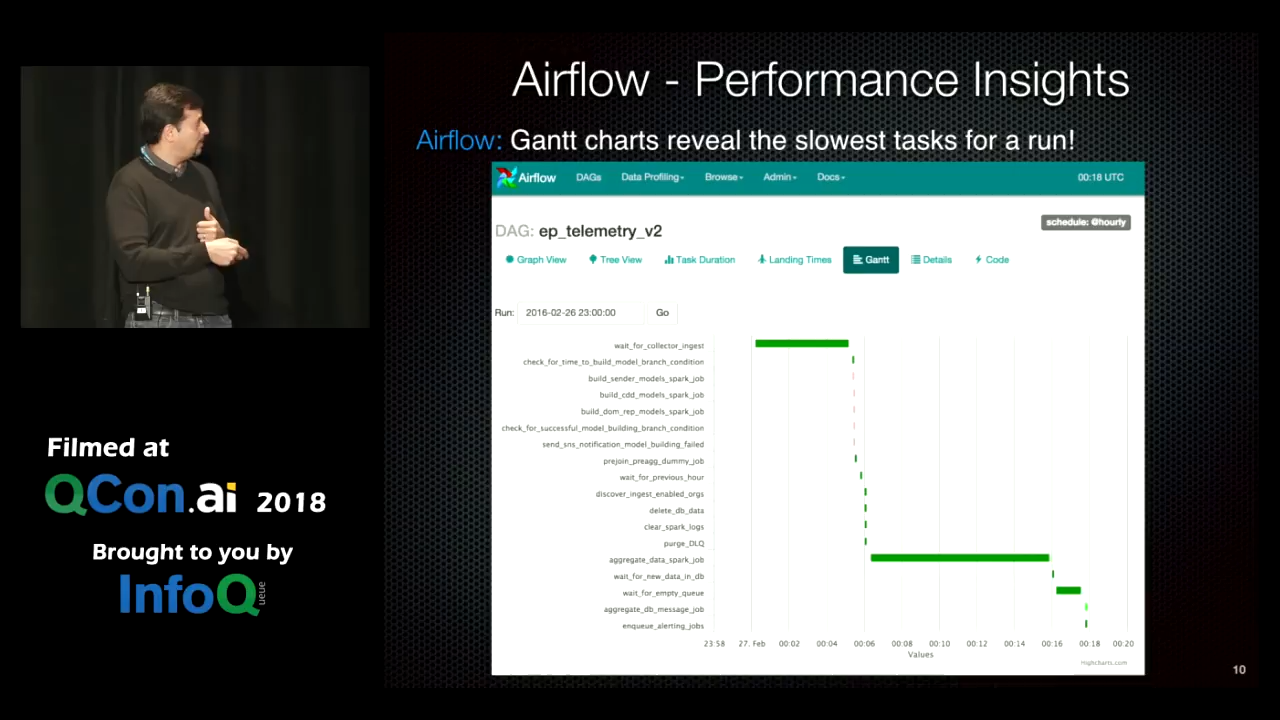 Airflow - Performance Insights
Airflow: Gantt charts reveal the slowest tasks for a run!
Airflow DAGs Data Profiling Browse Admin Docs 00:18 UTC
DAG: ep_telemetry_v2
schedule: @hourly
Graph View Tree View Task Duration Landing Times Gantt Details Code
Run: 2016-02-26 23:00:00 Go
wait_for_collector_ingest
check_for_time_to_build_model_branch_condition
build_sender_models_spark_job
build_cdd_models_spark_job
build_dom_rep_models_spark_job
check_for_successful_model_building_branch_condition
send_sns_notification_model_building_failed
prejoin_preagg_dummy_job
wait_for_previous_hour
discover_ingest_enabled_orgs
delete_db_data
clear_spark_logs
purge_DLQ
aggregate_data_spark_job
wait_for_new_data_in_db
wait_for_empty_queue
aggregate_db_message_job
enqueue_alerting_jobs
23:58 27. Feb 00:02 00:04 00:06 00:08 00:10 00:12 00:14 00:16 00:18 00:20
Values
Highcharts.com
10
Filmed at
QCon.ai 2018
Brought to you by
InfoQ
ueue